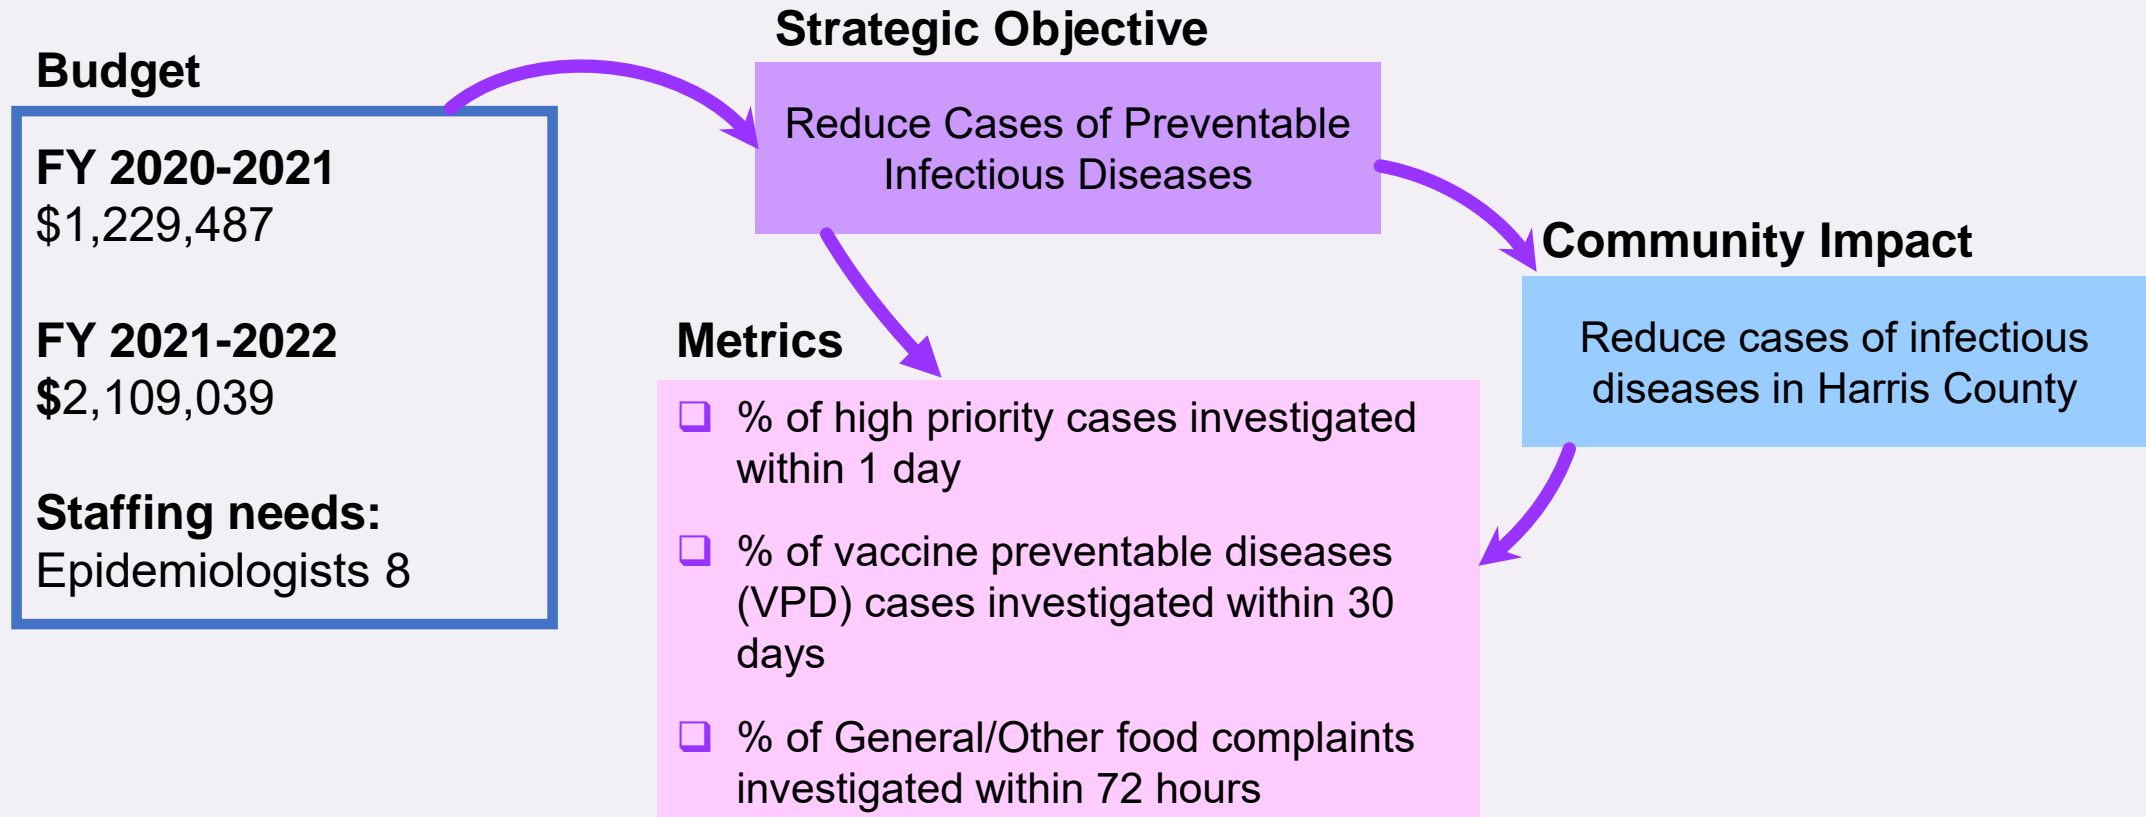 Budget
FY 2020-2021
$1,229,487
FY 2021-2022
$2,109,039
Staffing needs:
Epidemiologists 8
Strategic Objective
Reduce Cases of Preventable
Infectious Diseases
Community Impact
Reduce cases of infectious
diseases in Harris County
Metrics
% of high priority cases investigated
within 1 day
% of vaccine preventable diseases
(VPD) cases investigated within 30
days
% of General/Other food complaints
investigated within 72 hours